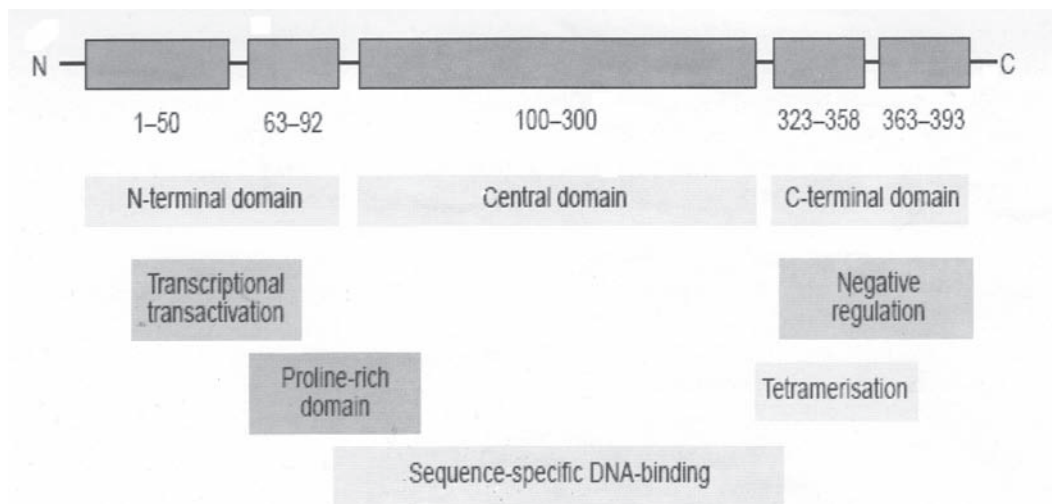 N C
1–50 63–92 100–300 323–358 363–393
N-terminal domain Central domain C-terminal domain
Transcriptional
transactivation
Negative
regulation
Proline-rich
domain
Tetramerisation
Sequence-specific DNA-binding